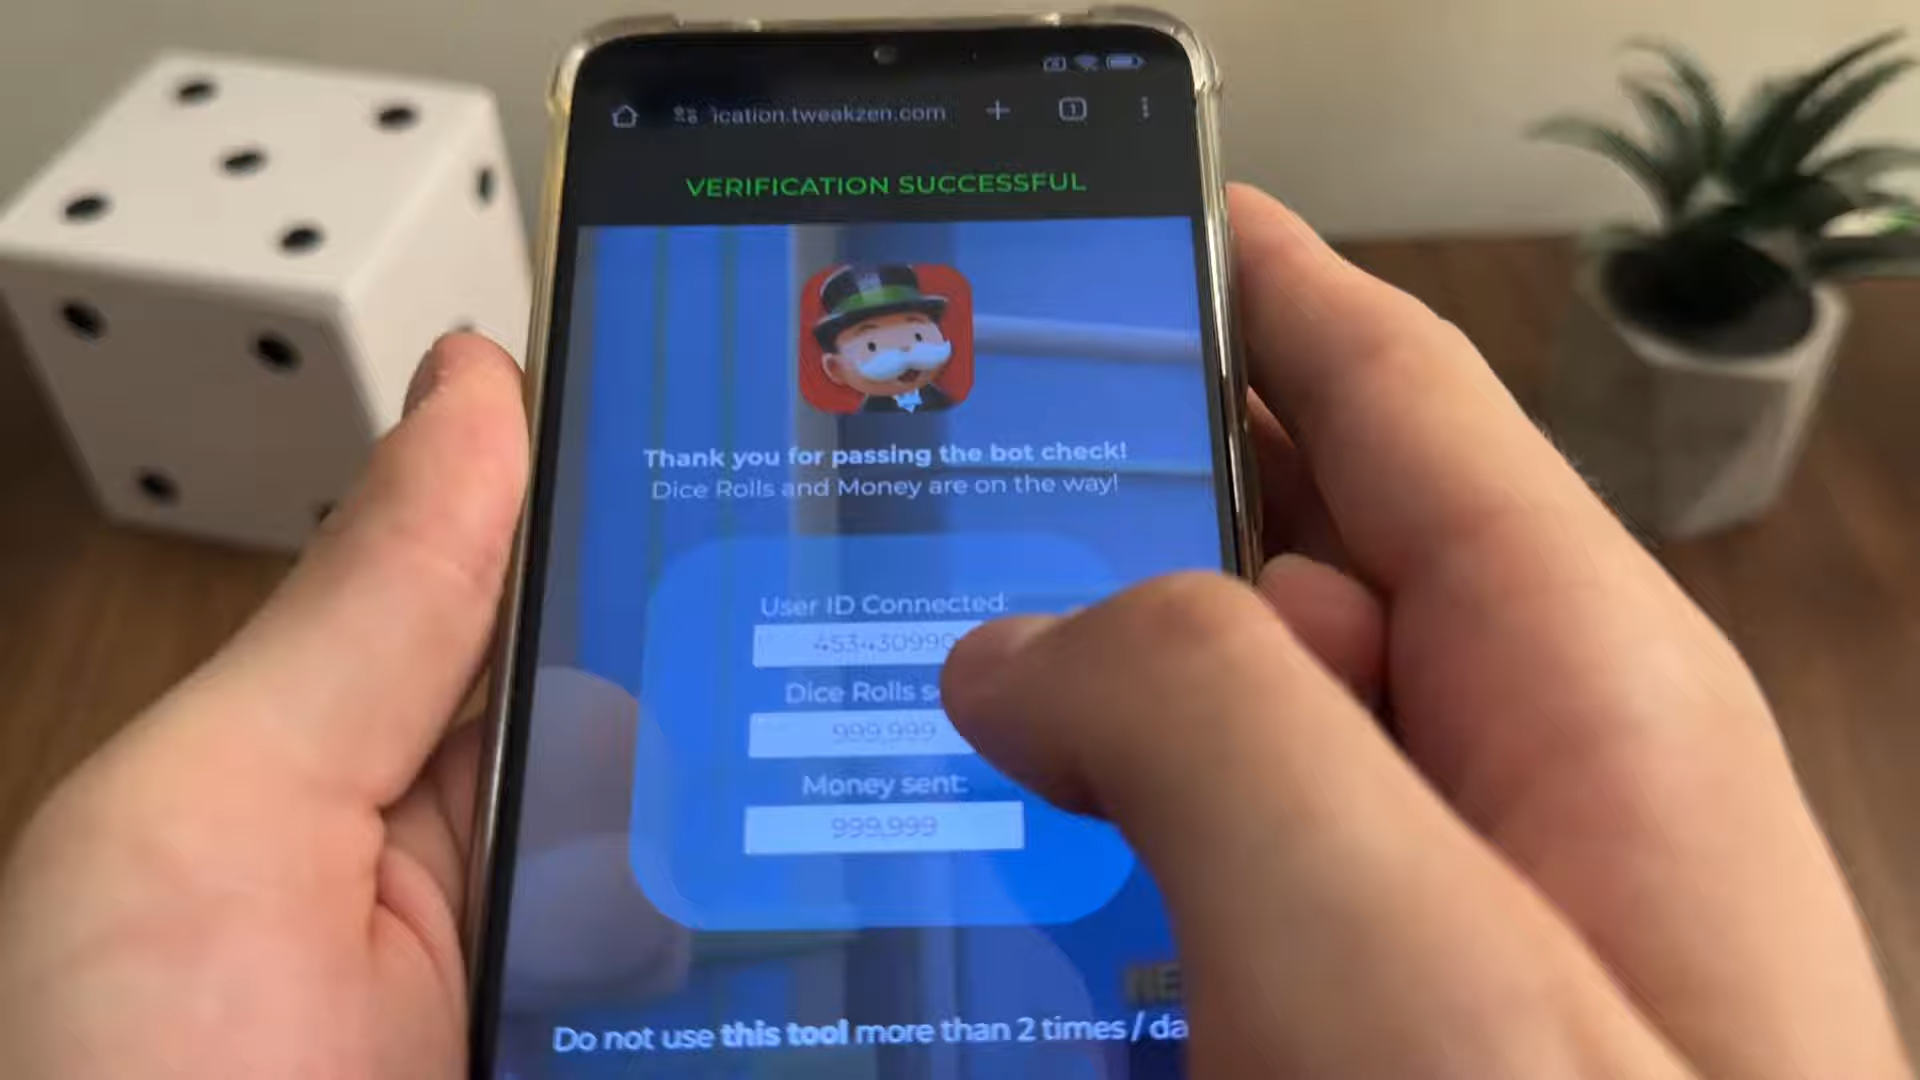 ication.tweakzen.com
1
VERIFICATION SUCCESSFUL
Thank you for passing the bot check!
Dice Rolls and Money are on the way!
User ID Connected:
453430990
Dice Rolls s
999,999
Money sent:
999,999
Do not use this tool more than 2 times / da